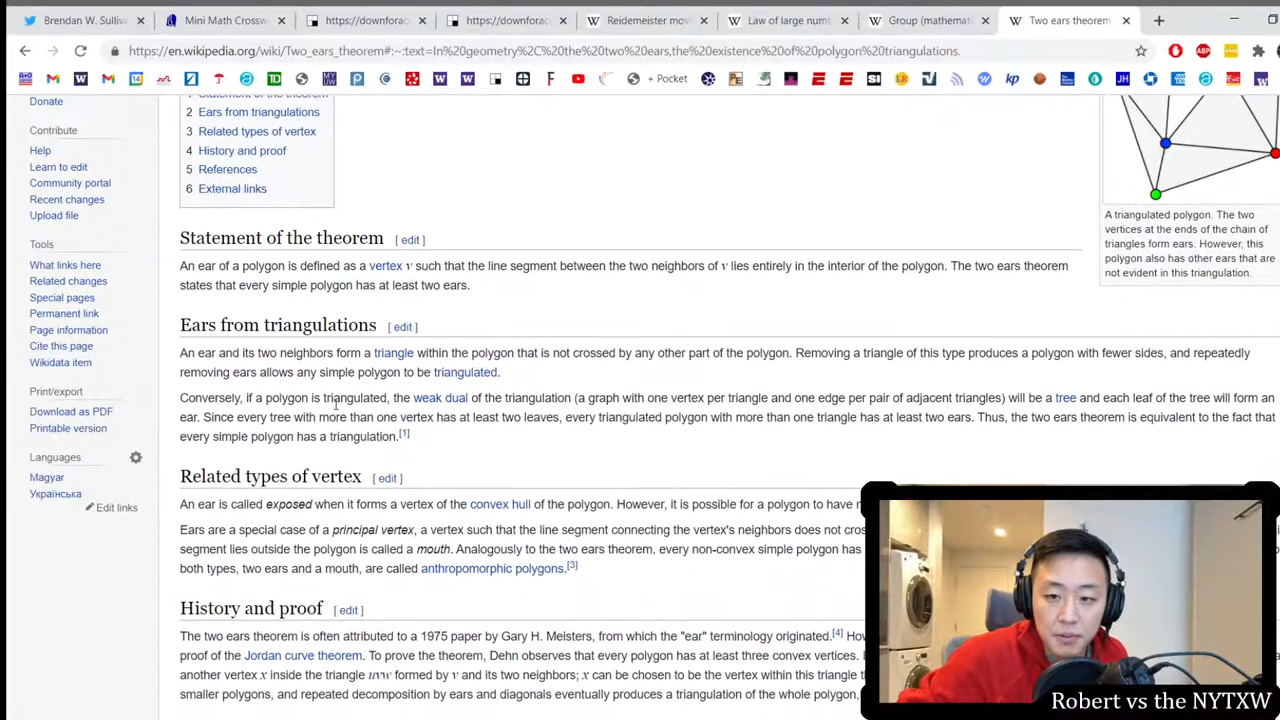 Brendan W. Sulliva
Mini Math Crossw
https://downforac
https://downforac
Reidemeister mov
Law of large num
Group (mathemat
Two ears theorem
https://en.wikipedia.org/wiki/Two_ears_theorem#:~:text=In%20geometry%2C%20the%20two%20ears,the%20existence%20of%20polygon%20triangulations.
+ Pocket
Donate
Contribute
Help
Learn to edit
Community portal
Recent changes
Upload file
Tools
What links here
Related changes
Special pages
Permanent link
Page information
Cite this page
Wikidata item
Print/export
Download as PDF
Printable version
Languages
Magyar
Українська
Edit links
1 Statement of the theorem
2 Ears from triangulations
3 Related types of vertex
4 History and proof
5 References
6 External links
A triangulated polygon. The two
vertices at the ends of the chain of
triangles form ears. However, this
polygon also has other ears that are
not evident in this triangulation.
Statement of the theorem [ edit ]
An ear of a polygon is defined as a vertex v such that the line segment between the two neighbors of v lies entirely in the interior of the polygon. The two ears theorem
states that every simple polygon has at least two ears.
Ears from triangulations [ edit ]
An ear and its two neighbors form a triangle within the polygon that is not crossed by any other part of the polygon. Removing a triangle of this type produces a polygon with fewer sides, and repeatedly
removing ears allows any simple polygon to be triangulated.
Conversely, if a polygon is triangulated, the weak dual of the triangulation (a graph with one vertex per triangle and one edge per pair of adjacent triangles) will be a tree and each leaf of the tree will form an
ear. Since every tree with more than one vertex has at least two leaves, every triangulated polygon with more than one triangle has at least two ears. Thus, the two ears theorem is equivalent to the fact that
every simple polygon has a triangulation.[1]
Related types of vertex [ edit ]
An ear is called exposed when it forms a vertex of the convex hull of the polygon. However, it is possible for a polygon to have n
Ears are a special case of a principal vertex, a vertex such that the line segment connecting the vertex's neighbors does not cros
segment lies outside the polygon is called a mouth. Analogously to the two ears theorem, every non-convex simple polygon has
both types, two ears and a mouth, are called anthropomorphic polygons.[3]
History and proof [ edit ]
The two ears theorem is often attributed to a 1975 paper by Gary H. Meisters, from which the "ear" terminology originated.[4] Hov
proof of the Jordan curve theorem. To prove the theorem, Dehn observes that every polygon has at least three convex vertices. I
another vertex x inside the triangle uvw formed by v and its two neighbors; x can be chosen to be the vertex within this triangle t
smaller polygons, and repeated decomposition by ears and diagonals eventually produces a triangulation of the whole polygon,
Robert vs the NYTXW